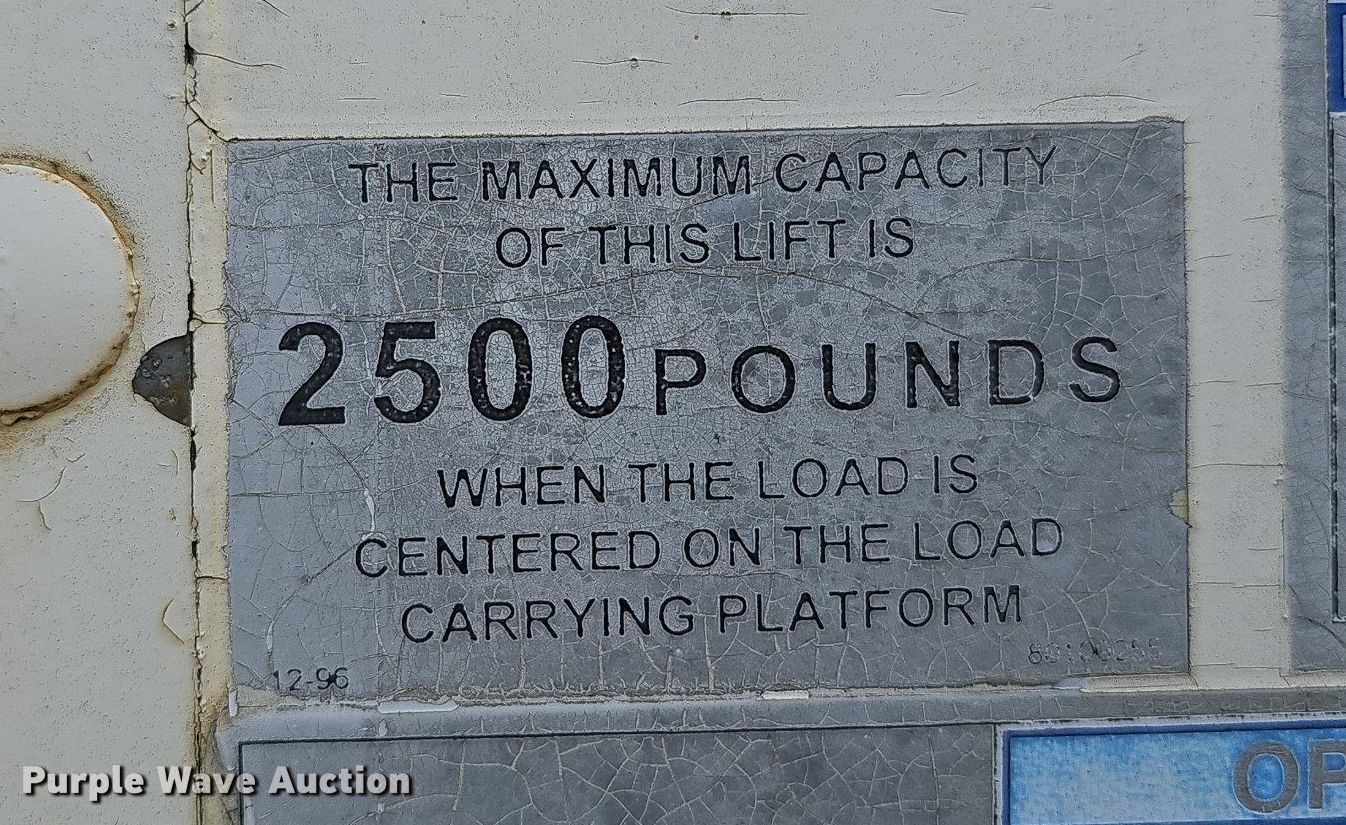 THE MAXIMUM CAPACITY
OF THIS LIFT IS
2500 POUNDS
WHEN THE LOAD IS
CENTERED ON THE LOAD
CARRYING PLATFORM
12-96
Purple Wave Auction